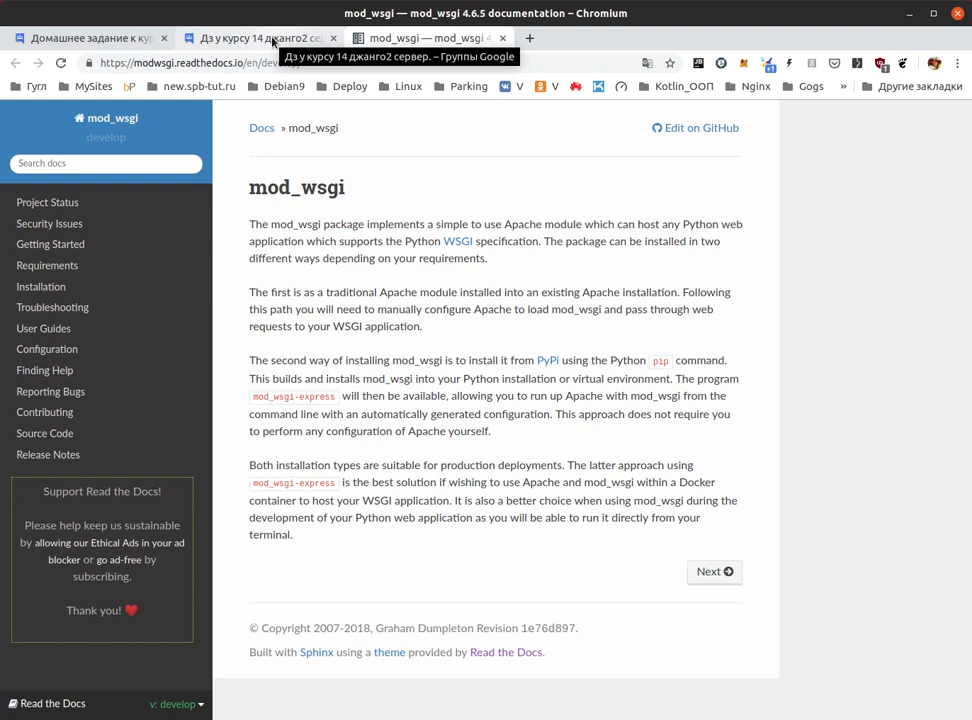 mod_wsgi — mod_wsgi 4.6.5 documentation – Chromium
Домашнее задание к кур
Дз у курсу 14 джанго2 сер
mod_wsgi — mod_wsgi 4
Дз у курсу 14 джанго2 сервер. – Группы Google
https://modwsgi.readthedocs.io/en/dev
Гугл
MySites
bP
new.spb-tut.ru
Debian9
Deploy
Linux
Parking
V
V
Kotlin_ООП
Nginx
Gogs
»
Другие закладки
mod_wsgi
develop
Search docs
Project Status
Security Issues
Getting Started
Requirements
Installation
Troubleshooting
User Guides
Configuration
Finding Help
Reporting Bugs
Contributing
Source Code
Release Notes
Support Read the Docs!
Please help keep us sustainable
by allowing our Ethical Ads in your ad
blocker or go ad-free by
subscribing.
Thank you! ❤️
Read the Docs
v: develop
Docs » mod_wsgi
Edit on GitHub
mod_wsgi
The mod_wsgi package implements a simple to use Apache module which can host any Python web
application which supports the Python WSGI specification. The package can be installed in two
different ways depending on your requirements.
The first is as a traditional Apache module installed into an existing Apache installation. Following
this path you will need to manually configure Apache to load mod_wsgi and pass through web
requests to your WSGI application.
The second way of installing mod_wsgi is to install it from PyPi using the Python pip command.
This builds and installs mod_wsgi into your Python installation or virtual environment. The program
mod_wsgi-express will then be available, allowing you to run up Apache with mod_wsgi from the
command line with an automatically generated configuration. This approach does not require you
to perform any configuration of Apache yourself.
Both installation types are suitable for production deployments. The latter approach using
mod_wsgi-express is the best solution if wishing to use Apache and mod_wsgi within a Docker
container to host your WSGI application. It is also a better choice when using mod_wsgi during the
development of your Python web application as you will be able to run it directly from your
terminal.
Next
© Copyright 2007-2018, Graham Dumpleton Revision 1e76d897.
Built with Sphinx using a theme provided by Read the Docs.